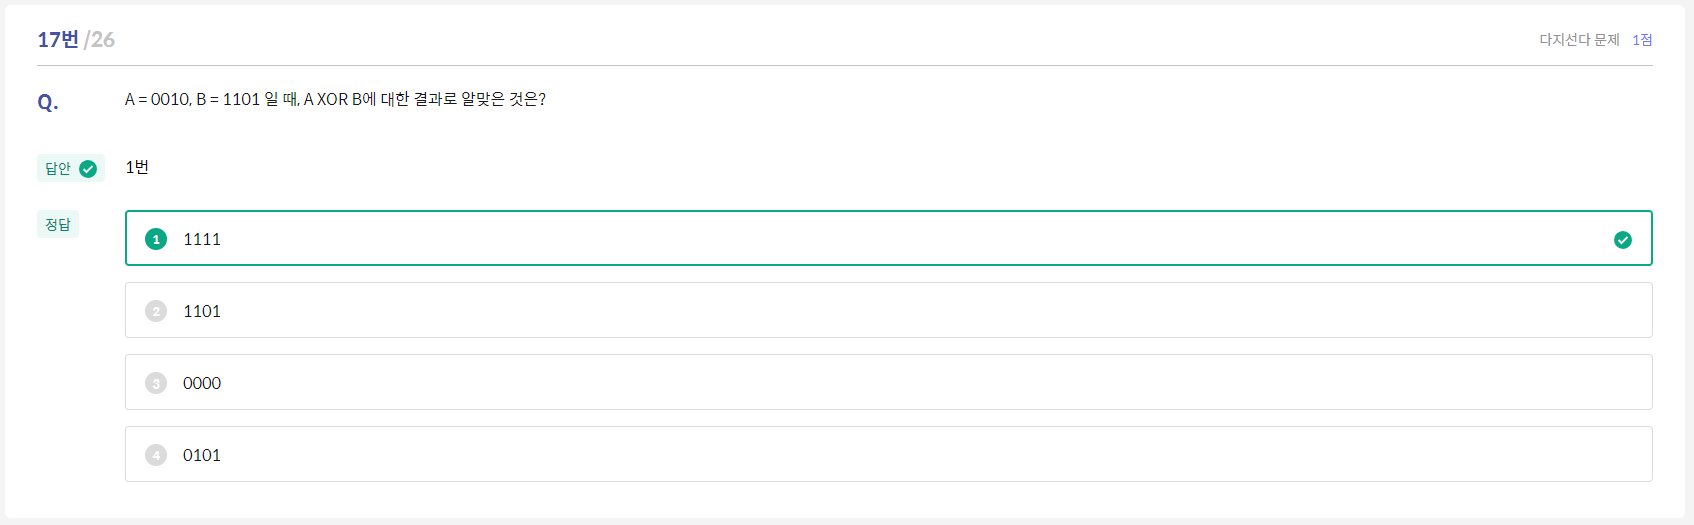 17번 /26
다지선다 문제 1점
Q.
A = 0010, B = 1101 일 때, A XOR B에 대한 결과로 알맞은 것은?
답안
1번
정답
1 1111
2 1101
3 0000
4 0101